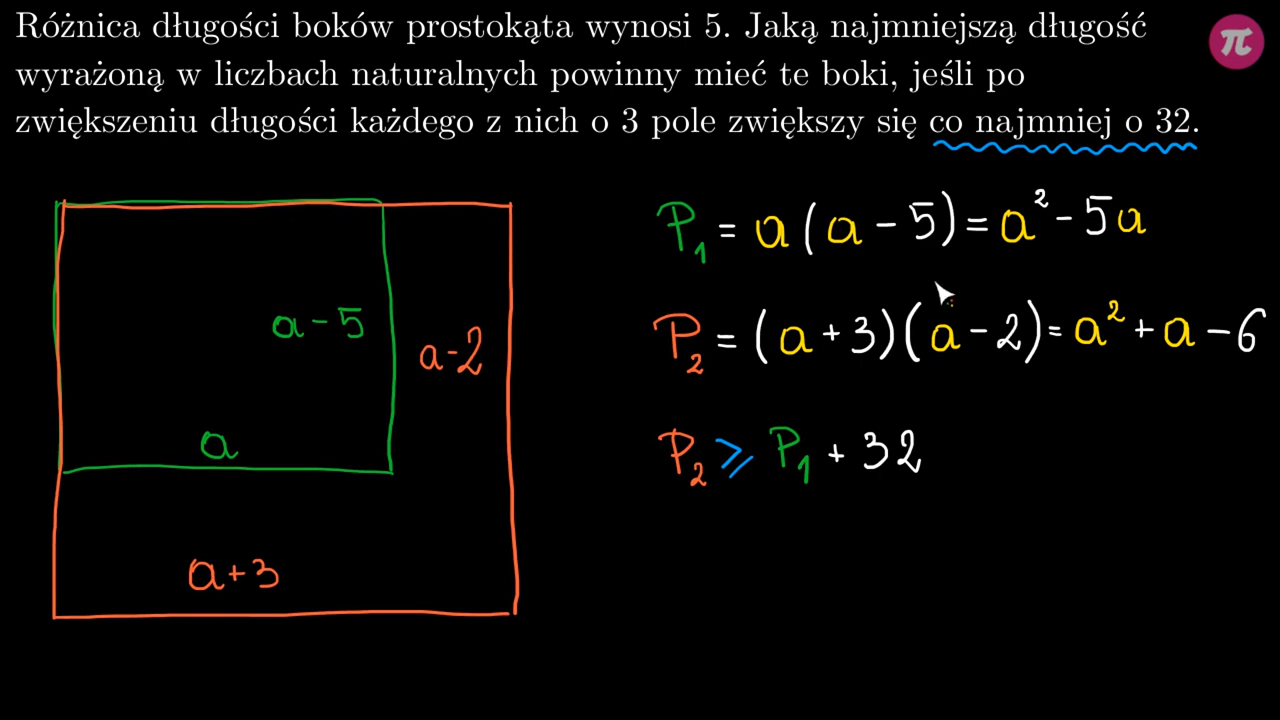 Różnica długości boków prostokąta wynosi 5. Jaką najmniejszą długość
wyrażoną w liczbach naturalnych powinny mieć te boki, jeśli po
zwiększeniu długości każdego z nich o 3 pole zwiększy się co najmniej o 32.
π
P₁ = a(a - 5) = a² - 5a
a - 5
P₂ = (a + 3)(a - 2) = a² + a - 6
a - 2
a
P₂ ⩾ P₁ + 32
a + 3